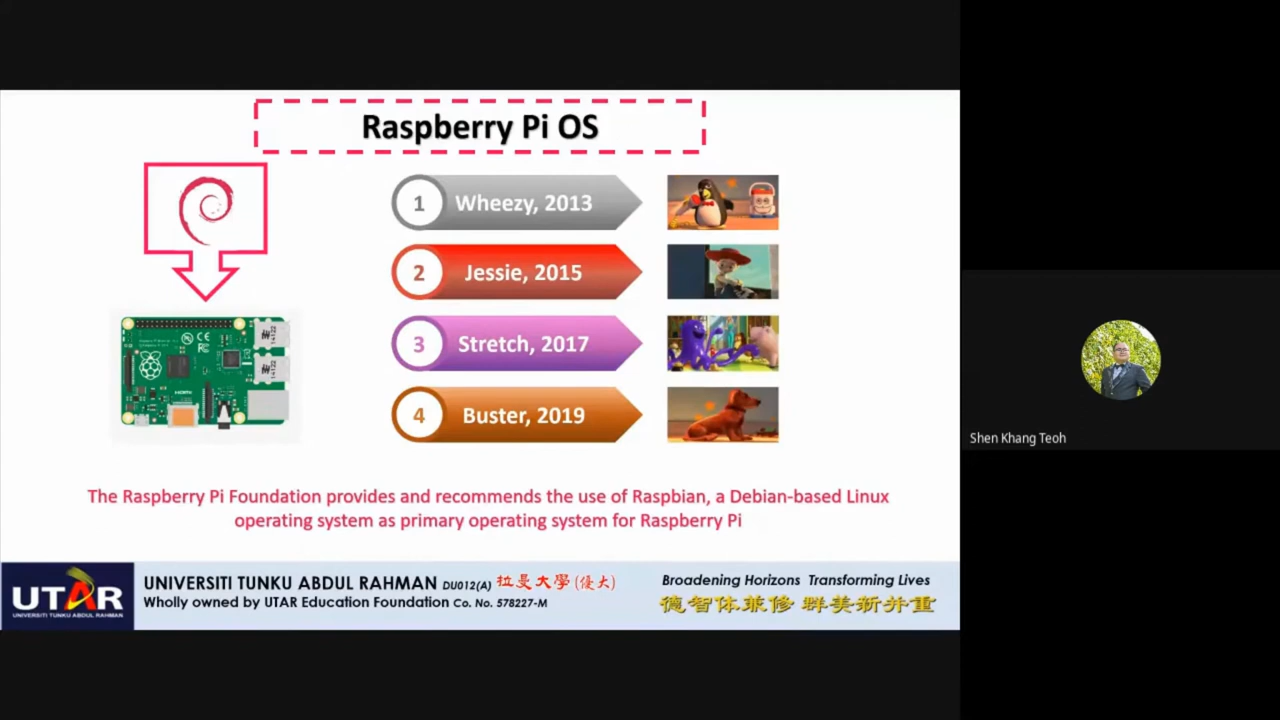 Raspberry Pi OS
1 Wheezy, 2013
2 Jessie, 2015
3 Stretch, 2017
4 Buster, 2019
The Raspberry Pi Foundation provides and recommends the use of Raspbian, a Debian-based Linux
operating system as primary operating system for Raspberry Pi
UTAR
UNIVERSITI TUNKU ABDUL RAHMAN
UNIVERSITI TUNKU ABDUL RAHMAN DU012(A) 拉曼大學(優大)
Wholly owned by UTAR Education Foundation Co. No. 578227-M
Broadening Horizons Transforming Lives
德智体兼修 群美新并重
Shen Khang Teoh